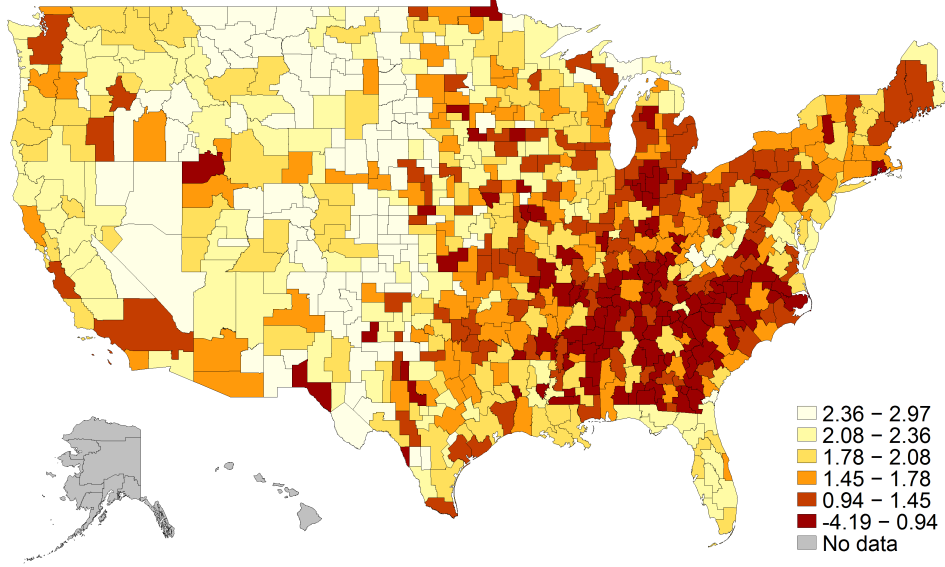 2.36 − 2.97
2.08 − 2.36
1.78 − 2.08
1.45 − 1.78
0.94 − 1.45
-4.19 − 0.94
No data